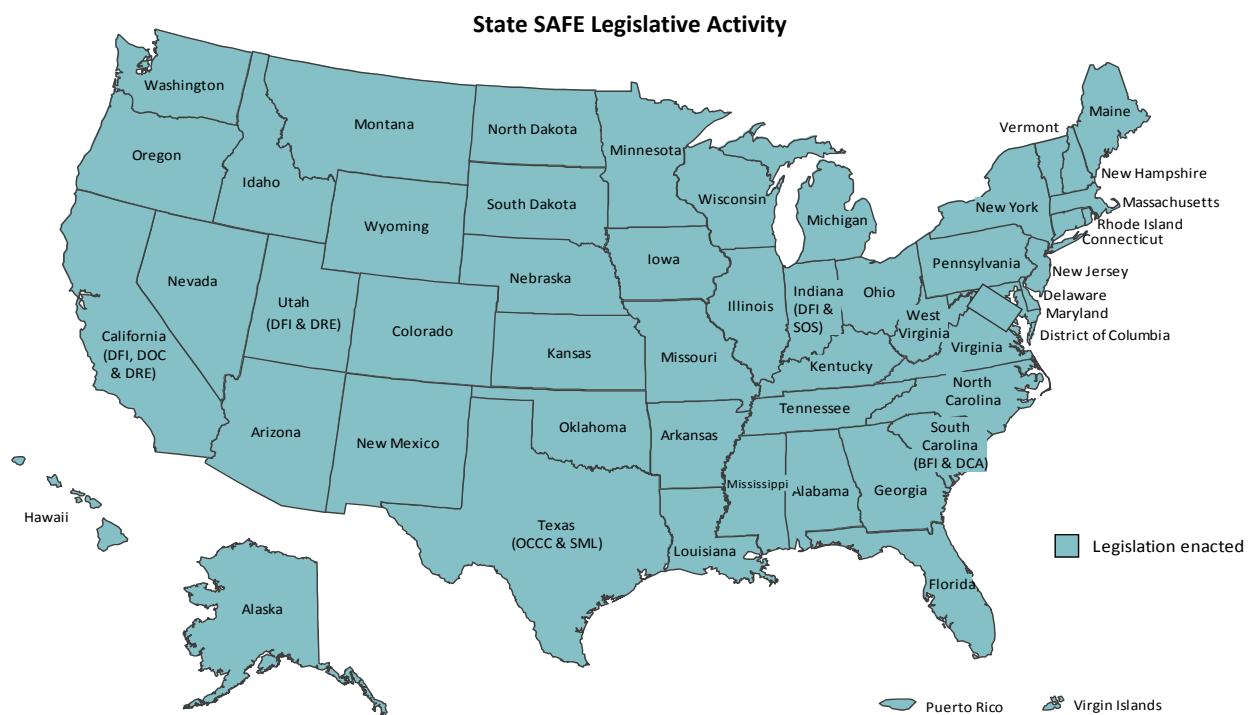 State SAFE Legislative Activity
Washington
Montana
North Dakota
Minnesota
Vermont
Maine
Oregon
Idaho
Wisconsin
New Hampshire
South Dakota
Michigan
New York
Massachusetts
Wyoming
Rhode Island
Connecticut
Iowa
Pennsylvania
Nebraska
New Jersey
Nevada
Utah
(DFI & DRE)
Illinois
Indiana
(DFI &
SOS)
Ohio
Delaware
Maryland
West
Virginia
District of Columbia
California
(DFI, DOC
& DRE)
Colorado
Kansas
Missouri
Virginia
Kentucky
North
Carolina
Tennessee
Arizona
New Mexico
Oklahoma
Arkansas
South
Carolina
(BFI & DCA)
Mississippi
Alabama
Georgia
Hawaii
Texas
(OCCC & SML)
Louisiana
Legislation enacted
Florida
Alaska
Puerto Rico
Virgin Islands